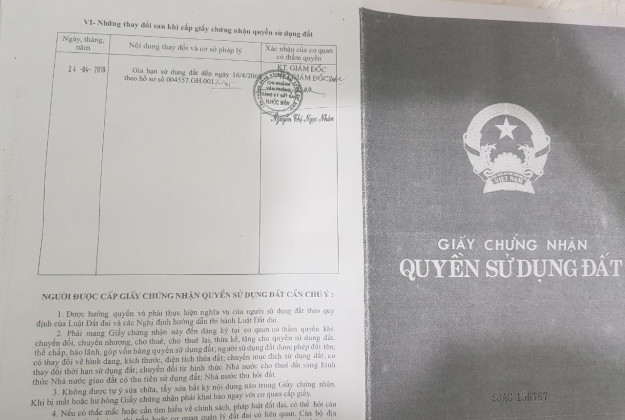 VI- Những thay đổi sau khi cấp giấy chứng nhận quyền sử dụng đất
Ngày, tháng, năm
Nội dung thay đổi và cơ sở pháp lý
Xác nhận của cơ quan có thẩm quyền
24 -04- 2018
Gia hạn sử dụng đất đến ngày 16/4/
theo hồ sơ số 004557.GH.001
KT. GIÁM ĐỐC
GIÁM ĐỐC
CHI NHÁNH
VĂN PHÒNG
ĐĂNG KÝ ĐẤT ĐAI
Nguyễn Thị Ngọc Nhân
NGƯỜI ĐƯỢC CẤP GIẤY CHỨNG NHẬN QUYỀN SỬ DỤNG ĐẤT CẦN CHÚ Ý :
1. Được hưởng quyền và phải thực hiện nghĩa vụ của người sử dụng đất theo quy
định của Luật Đất đai và các Nghị định hướng dẫn thi hành Luật Đất đai.
2. Phải mang Giấy chứng nhận này đến đăng ký tại cơ quan có thẩm quyền khi:
chuyển đổi, chuyển nhượng, cho thuê, cho thuê lại, thừa kế, tặng cho quyền sử dụng đất,
thế chấp, bảo lãnh, góp vốn bằng quyền sử dụng đất; người sử dụng đất được phép đổi tên;
có thay đổi về hình dạng, kích thước, diện tích thửa đất; chuyển mục đích sử dụng đất; có
thay đổi thời hạn sử dụng đất; chuyển đổi từ hình thức Nhà nước cho thuê đất sang hình
thức Nhà nước giao đất có thu tiền sử dụng đất; Nhà nước thu hồi đất.
3. Không được tự sửa chữa, tẩy xóa bất kỳ nội dung nào trong Giấy chứng nhận.
Khi bị mất hoặc hư hỏng Giấy chứng nhận phải khai báo ngay với cơ quan cấp giấy.
4. Nếu có thắc mắc hoặc cần tìm hiểu về chính sách, pháp luật đất đai, có thể hỏi cán
VIỆT NAM
GIẤY CHỨNG NHẬN
QUYỀN SỬ DỤNG ĐẤT